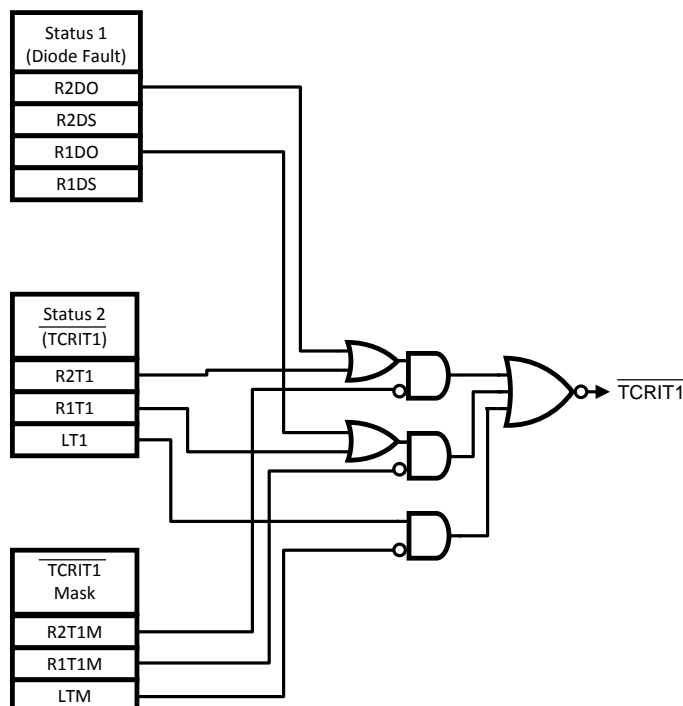 Status 1
(Diode Fault)
R2DO
R2DS
R1DO
R1DS
Status 2
(TCRIT1)
R2T1
R1T1
LT1
TCRIT1
TCRIT1
Mask
R2T1M
R1T1M
LTM